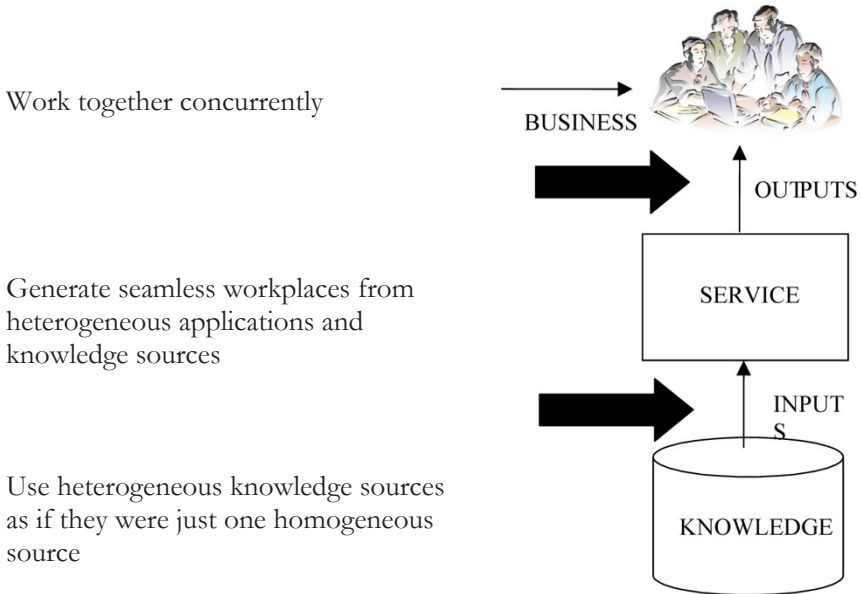 Work together concurrently
BUSINESS
OUTPUTS
Generate seamless workplaces from
heterogeneous applications and
knowledge sources
SERVICE
INPUT
S
Use heterogeneous knowledge sources
as if they were just one homogeneous
source
KNOWLEDGE